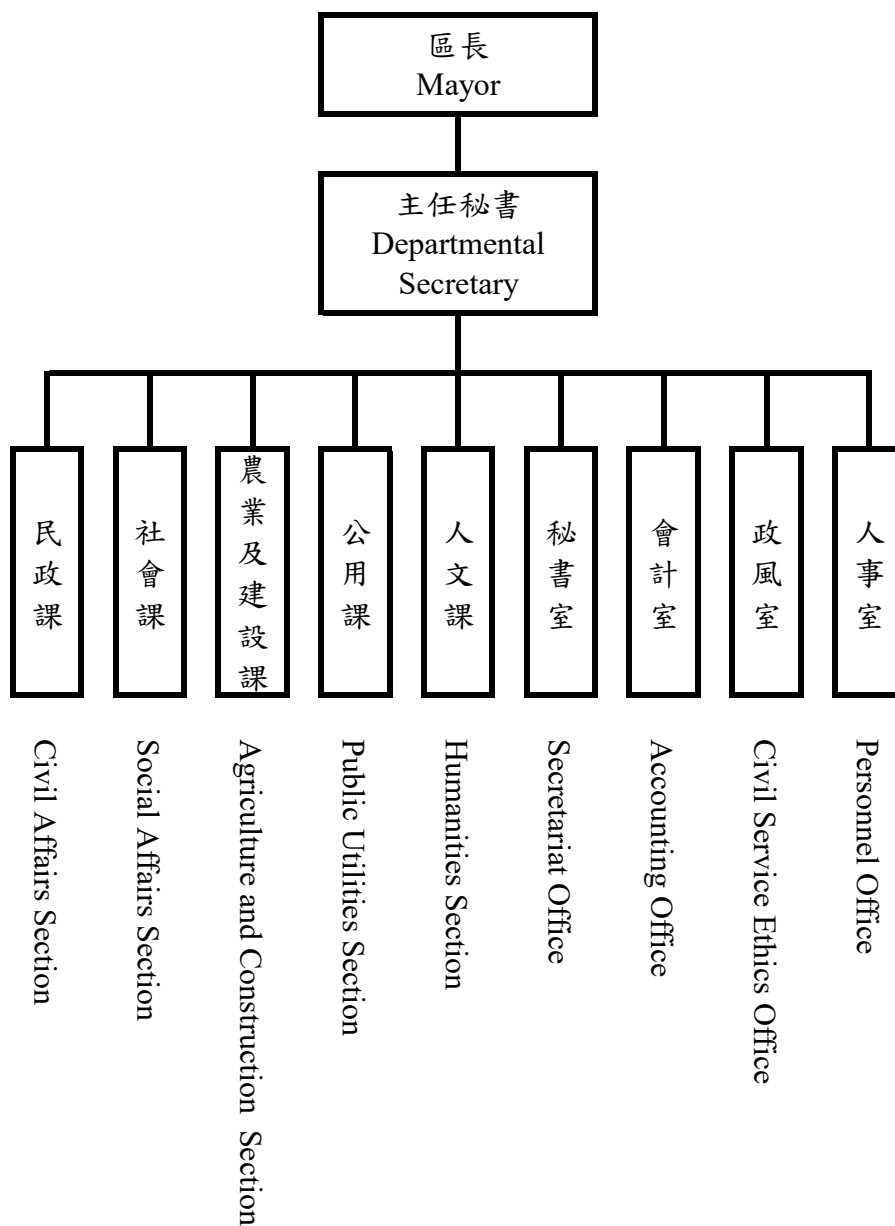 區長
Mayor
主任秘書
Departmental
Secretary
民政課
社會課
農業及建設課
公用課
人文課
秘書室
會計室
政風室
人事室
Civil Affairs Section
Social Affairs Section
Agriculture and Construction Section
Public Utilities Section
Humanities Section
Secretariat Office
Accounting Office
Civil Service Ethics Office
Personnel Office